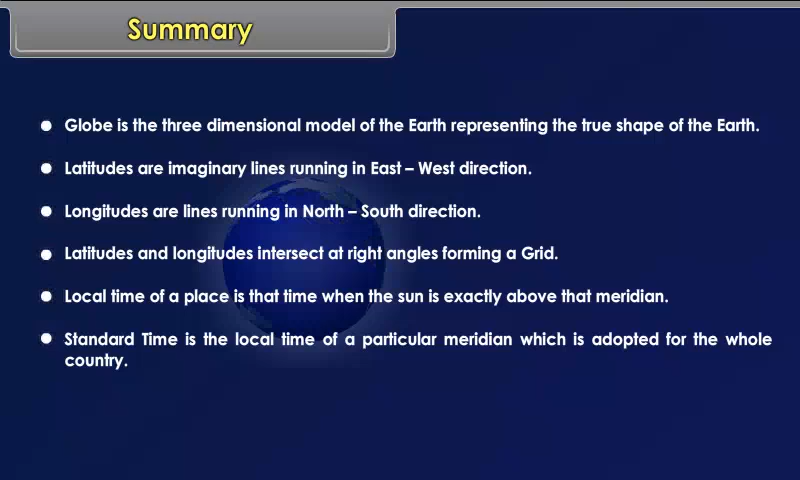 Summary
● Globe is the three dimensional model of the Earth representing the true shape of the Earth.
● Latitudes are imaginary lines running in East – West direction.
● Longitudes are lines running in North – South direction.
● Latitudes and longitudes intersect at right angles forming a Grid.
● Local time of a place is that time when the sun is exactly above that meridian.
● Standard Time is the local time of a particular meridian which is adopted for the whole
country.